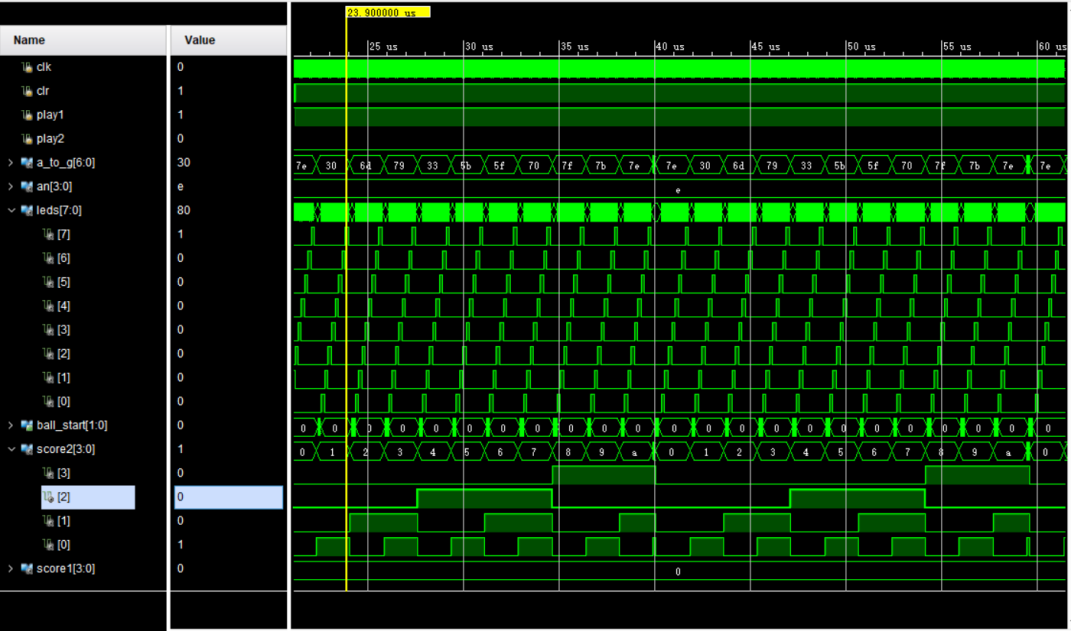 23.900000 us
25 us 30 us 35 us 40 us 45 us 50 us 55 us 60 us
Name Value
clk 0
clr 1
play1 1
play2 0
a_to_g[6:0] 30 7e 30 6d 79 33 5b 5f 70 7f 7b 7e 7e 30 6d 79 33 5b 5f 70 7f 7b 7e 7e
an[3:0] e e
leds[7:0] 80
[7] 1
[6] 0
[5] 0
[4] 0
[3] 0
[2] 0
[1] 0
[0] 0
ball_start[1:0] 0 0 0 0 0 0 0 0 0 0 0 0 0 0 0 0 0 0 0 0 0 0 0 0
score2[3:0] 1 0 1 2 3 4 5 6 7 8 9 a 0 1 2 3 4 5 6 7 8 9 a 0
[3] 0
[2] 0
[1] 0
[0] 1
score1[3:0] 0 0